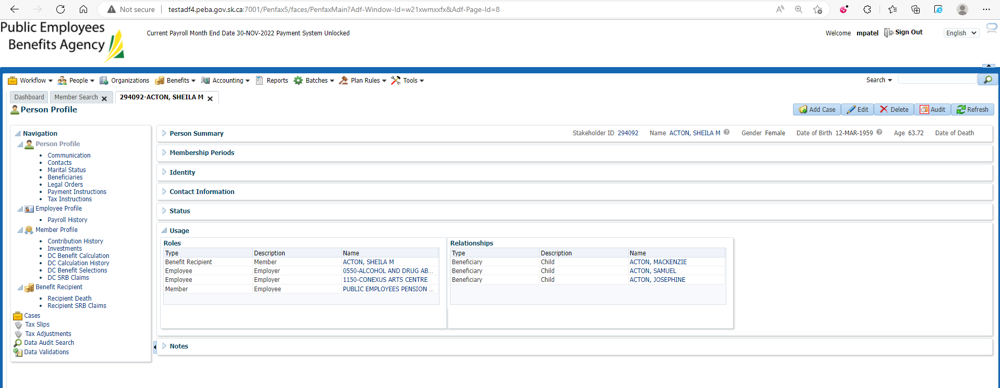 Not secure | testadf4.peba.gov.sk.ca:7001/Penfax5/faces/PenfaxMain?Adf-Window-Id=w21xwmxxfx&Adf-Page-Id=8
Public Employees
Benefits Agency
Current Payroll Month End Date 30-NOV-2022 Payment System Unlocked
Welcome mpatel Sign Out English
Workflow People Organizations Benefits Accounting Reports Batches Plan Rules Tools Search
Dashboard Member Search 294092-ACTON, SHEILA M
Person Profile
Add Case Edit Delete Audit Refresh
Navigation
Person Profile
Communication
Contacts
Marital Status
Beneficiaries
Legal Orders
Payment Instructions
Tax Instructions
Employee Profile
Payroll History
Member Profile
Contribution History
Investments
DC Benefit Calculation
DC Calculation History
DC Benefit Selections
DC SRB Claims
Benefit Recipient
Recipient Death
Recipient SRB Claims
Cases
Tax Slips
Tax Adjustments
Data Audit Search
Data Validations
Person Summary Stakeholder ID 294092 Name ACTON, SHEILA M Gender Female Date of Birth 12-MAR-1959 Age 63.72 Date of Death
Membership Periods
Identity
Contact Information
Status
Usage
Roles
Type Description Name
Benefit Recipient Member ACTON, SHEILA M
Employee Employer 0550-ALCOHOL AND DRUG AB...
Employee Employer 1150-CONEXUS ARTS CENTRE
Member Employee PUBLIC EMPLOYEES PENSION ...
Relationships
Type Description Name
Beneficiary Child ACTON, MACKENZIE
Beneficiary Child ACTON, SAMUEL
Beneficiary Child ACTON, JOSEPHINE
Notes